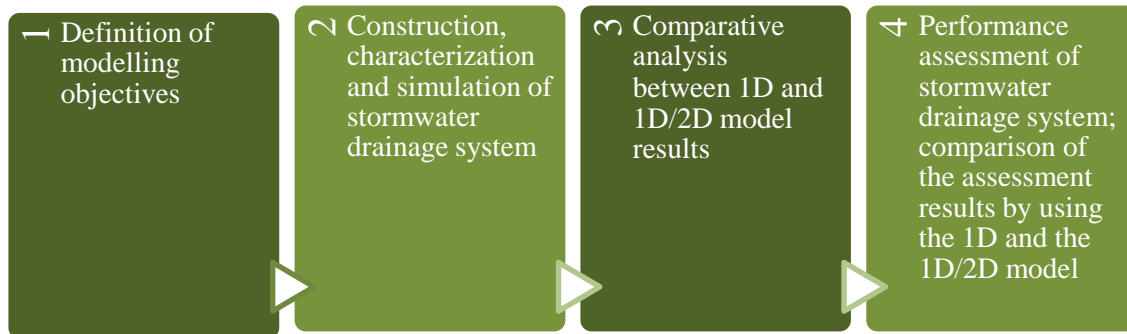 1
Definition of
modelling
objectives
2
Construction,
characterization
and simulation of
stormwater
drainage system
3
Comparative
analysis
between 1D and
1D/2D model
results
4
Performance
assessment of
stormwater
drainage system;
comparison of
the assessment
results by using
the 1D and the
1D/2D model